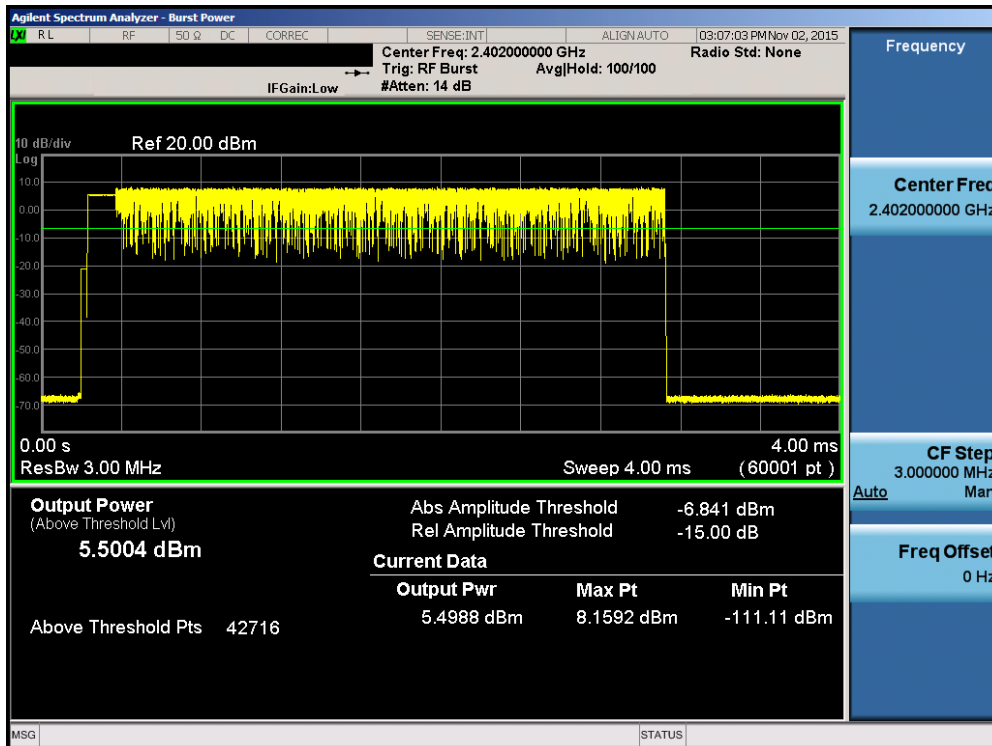 Agilent Spectrum Analyzer - Burst Power
LXI RL RF 50 Ω DC CORREC SENSE:INT ALIGN AUTO 03:07:03 PM Nov 02, 2015
Center Freq: 2.402000000 GHz Radio Std: None
Trig: RF Burst Avg|Hold: 100/100
IFGain:Low #Atten: 14 dB
Frequency
10 dB/div Ref 20.00 dBm
Log
10.0
0.00
-10.0
-20.0
-30.0
-40.0
-50.0
-60.0
-70.0
0.00 s 4.00 ms
ResBw 3.00 MHz Sweep 4.00 ms (60001 pt )
Center Freq
2.402000000 GHz
CF Step
3.000000 MHz
Auto Man
Freq Offset
0 Hz
Output Power
(Above Threshold Lvl)
5.5004 dBm
Above Threshold Pts 42716
Abs Amplitude Threshold -6.841 dBm
Rel Amplitude Threshold -15.00 dB
Current Data
Output Pwr Max Pt Min Pt
5.4988 dBm 8.1592 dBm -111.11 dBm
MSG STATUS